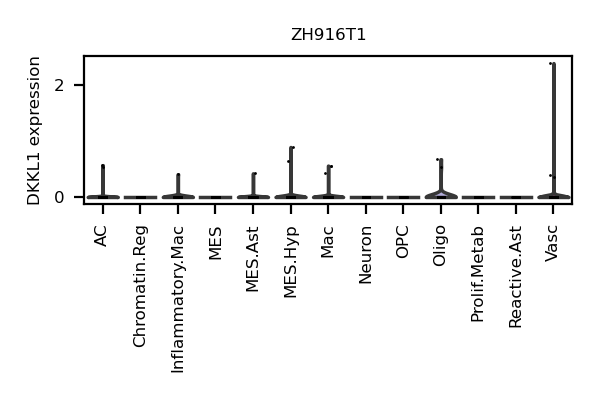 ZH916T1
DKKL1 expression
2
0
AC
Chromatin.Reg
Inflammatory.Mac
MES
MES.Ast
MES.Hyp
Mac
Neuron
OPC
Oligo
Prolif.Metab
Reactive.Ast
Vasc